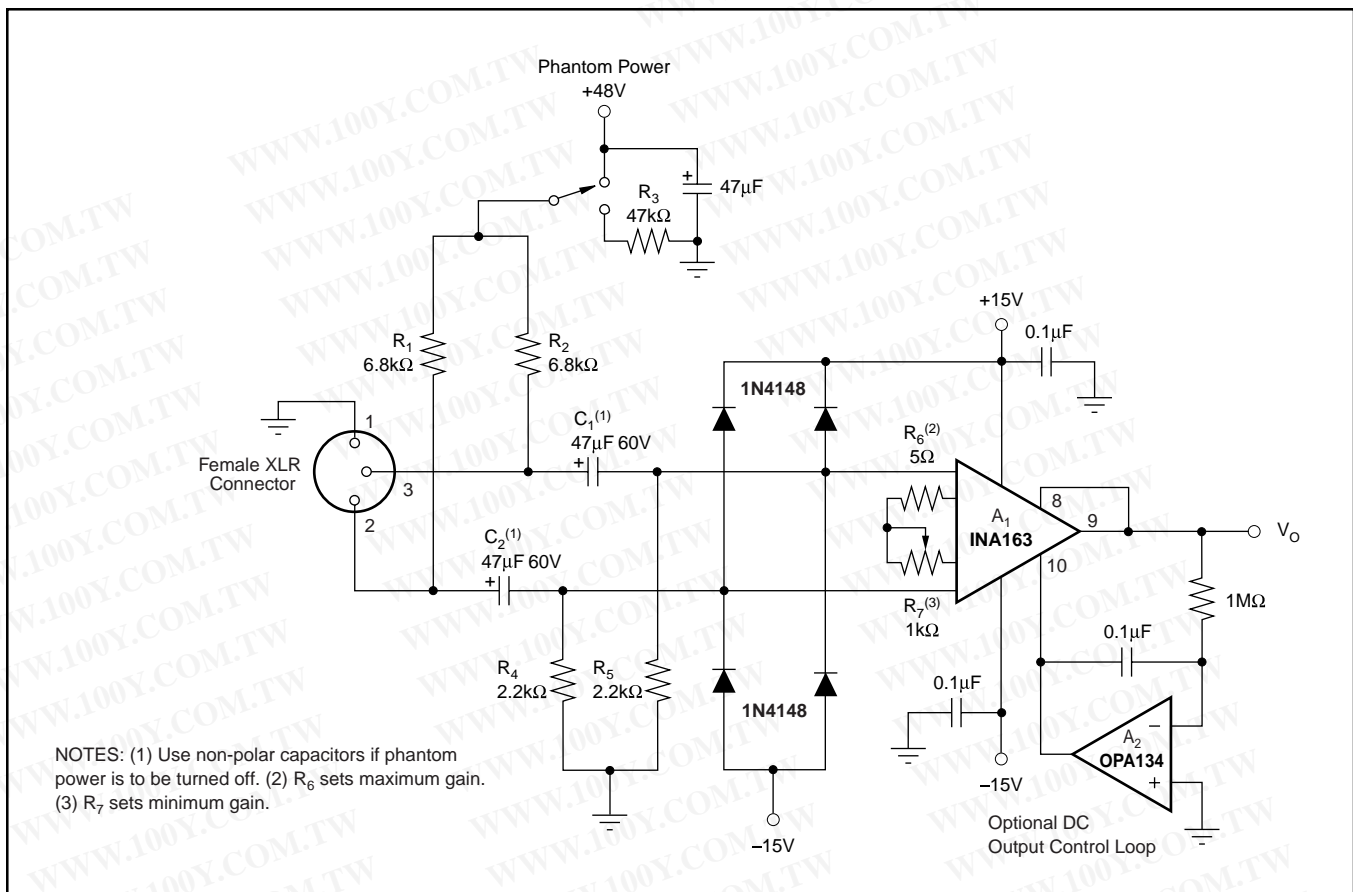 Phantom Power
+48V
+
47µF
R3
47kΩ
R1
6.8kΩ
R2
6.8kΩ
+15V
0.1µF
1N4148
1
Female XLR
Connector
3
2
C1(1)
47µF 60V
+
C2(1)
47µF 60V
+
R6(2)
5Ω
A1
INA163
8
9
10
VO
R7(3)
1kΩ
1MΩ
0.1µF
R4
2.2kΩ
R5
2.2kΩ
1N4148
0.1µF
–15V
–15V
A2
OPA134
–
+
Optional DC
Output Control Loop
NOTES: (1) Use non-polar capacitors if phantom
power is to be turned off. (2) R6 sets maximum gain.
(3) R7 sets minimum gain.
WWW.100Y.COM.TW